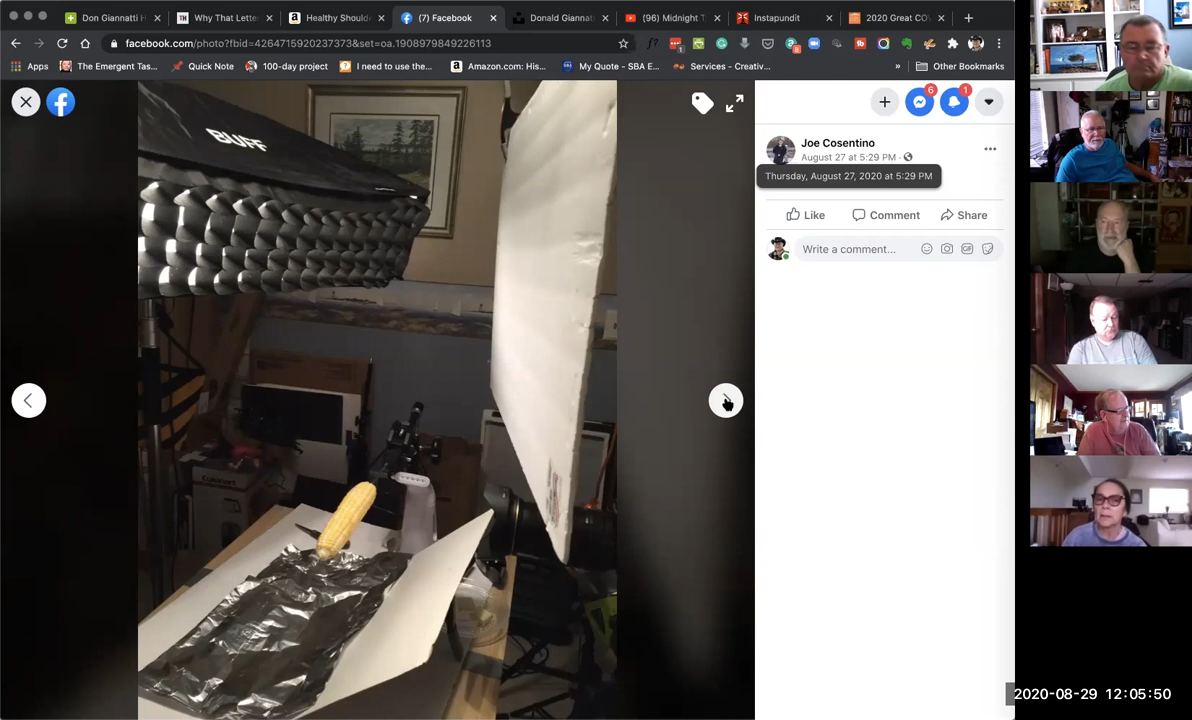 Don Giannatti H
Why That Letter
Healthy Should
(7) Facebook
Donald Giannat
(96) Midnight T
Instapundit
2020 Great CO
facebook.com/photo?fbid=4264715920237373&set=oa.1908979849226113
Apps
The Emergent Tas...
Quick Note
100-day project
I need to use the...
Amazon.com: His...
My Quote - SBA E...
Services - Creativ...
»
Other Bookmarks
BUFF
6
1
Joe Cosentino
August 27 at 5:29 PM ·
Thursday, August 27, 2020 at 5:29 PM
Like
Comment
Share
Write a comment...
GIF
Cuisinart
2020-08-29 12:05:50